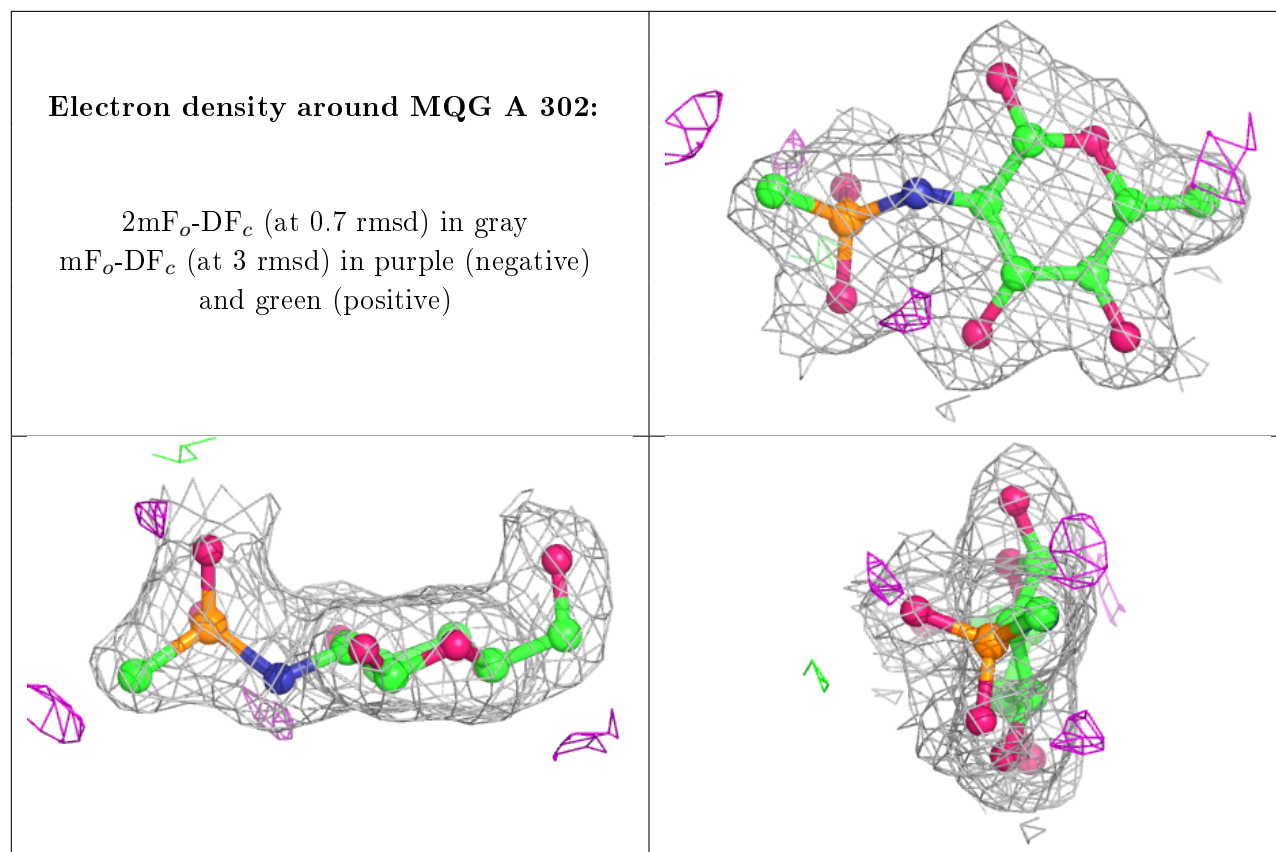 Electron density around MQG A 302:
2mFₒ-DF𝒸 (at 0.7 rmsd) in gray
mFₒ-DF𝒸 (at 3 rmsd) in purple (negative)
and green (positive)